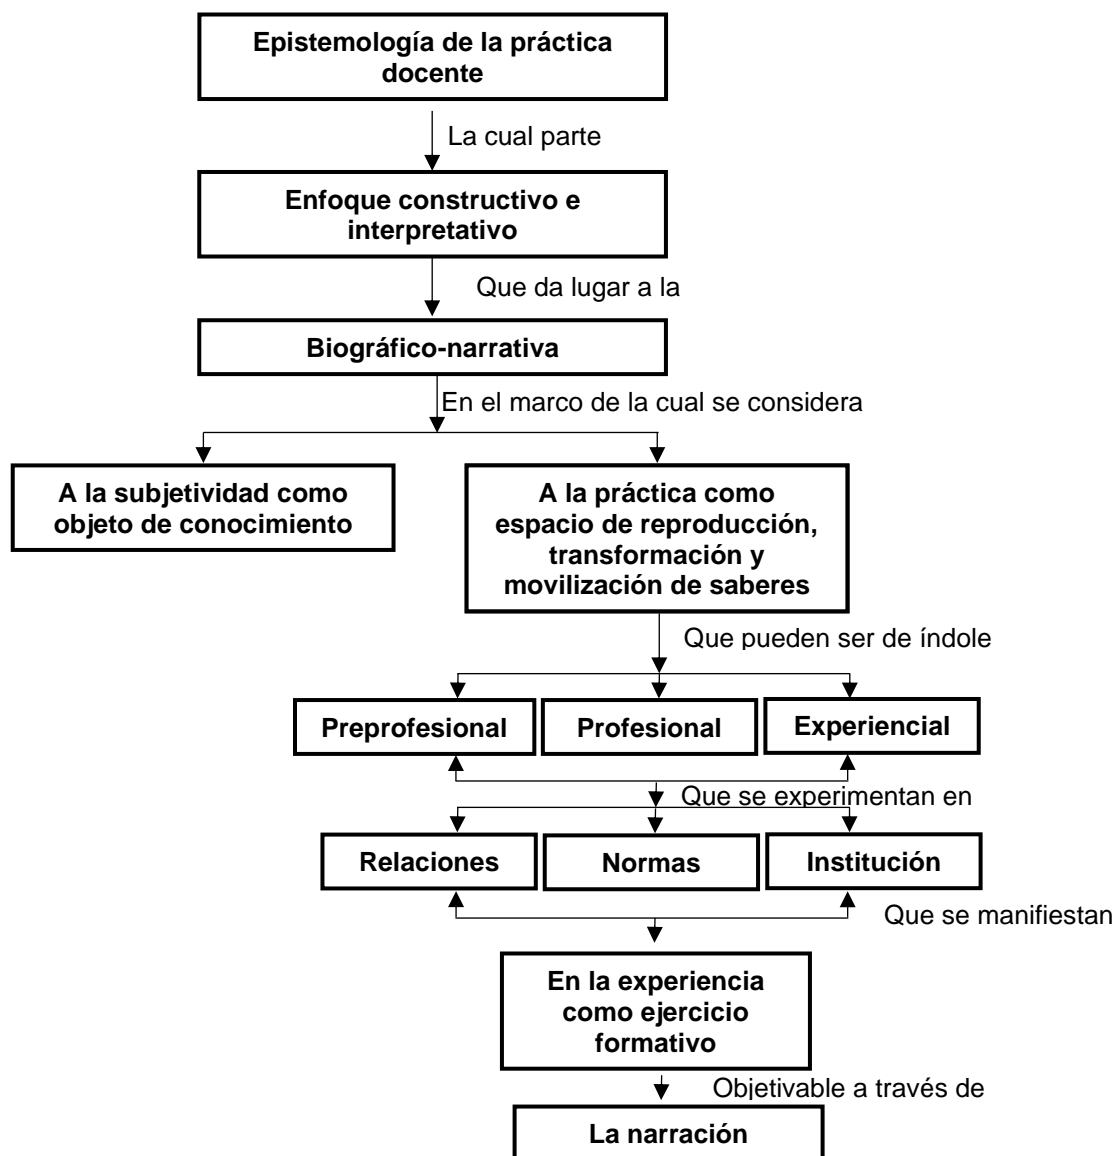 Epistemología de la práctica
docente
La cual parte
Enfoque constructivo e
interpretativo
Que da lugar a la
Biográfico-narrativa
En el marco de la cual se considera
A la subjetividad como
objeto de conocimiento
A la práctica como
espacio de reproducción,
transformación y
movilización de saberes
Que pueden ser de índole
Preprofesional
Profesional
Experiencial
Que se experimentan en
Relaciones
Normas
Institución
Que se manifiestan
En la experiencia
como ejercicio
formativo
Objetivable a través de
La narración